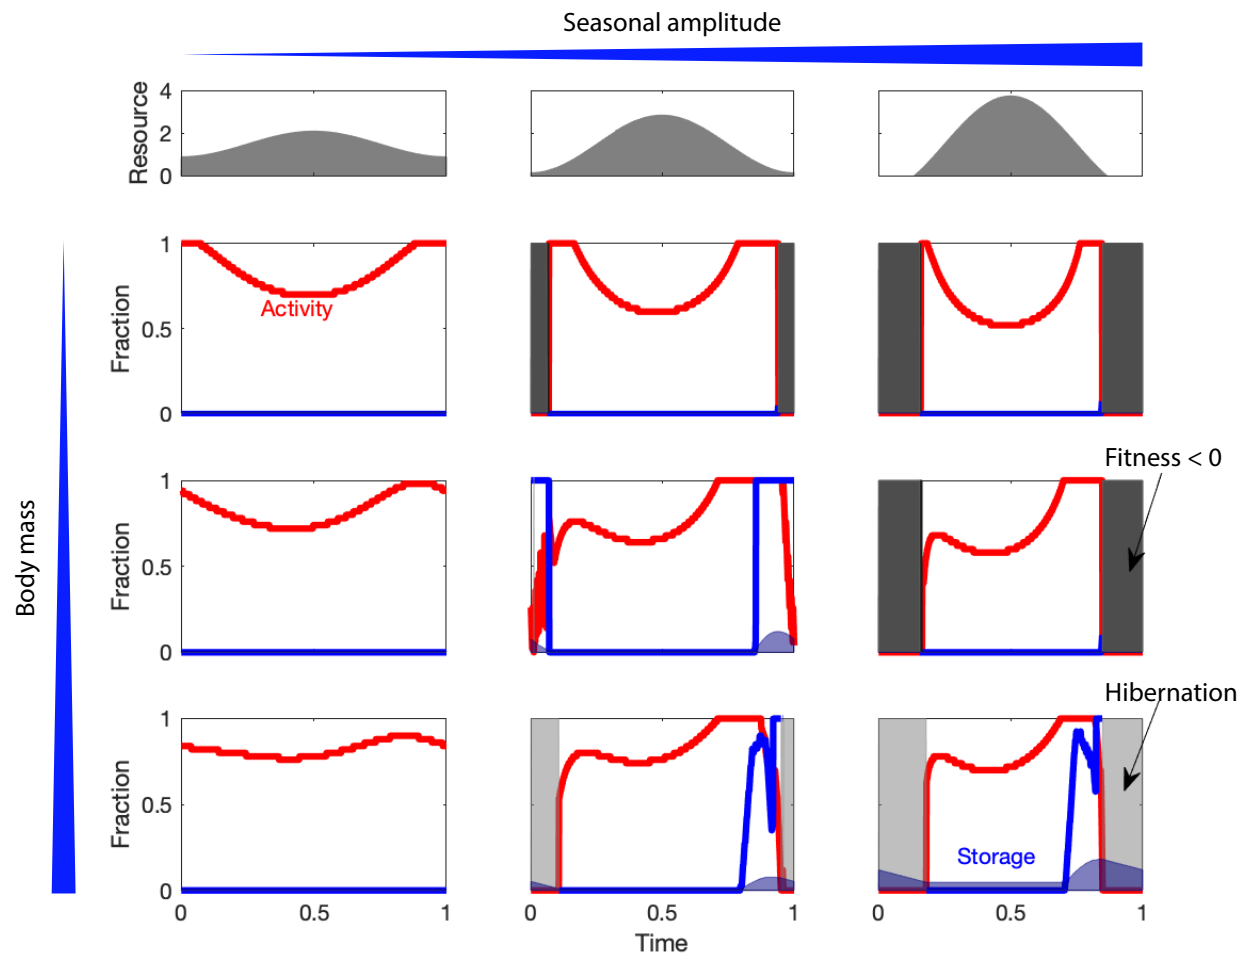 Seasonal amplitude
Resource
4
2
0
Fraction
1
0.5
0
Activity
Body mass
Fraction
1
0.5
0
Fitness < 0
Fraction
1
0.5
0
Hibernation
Storage
0 0.5 1
0 0.5 1
0 0.5 1
Time